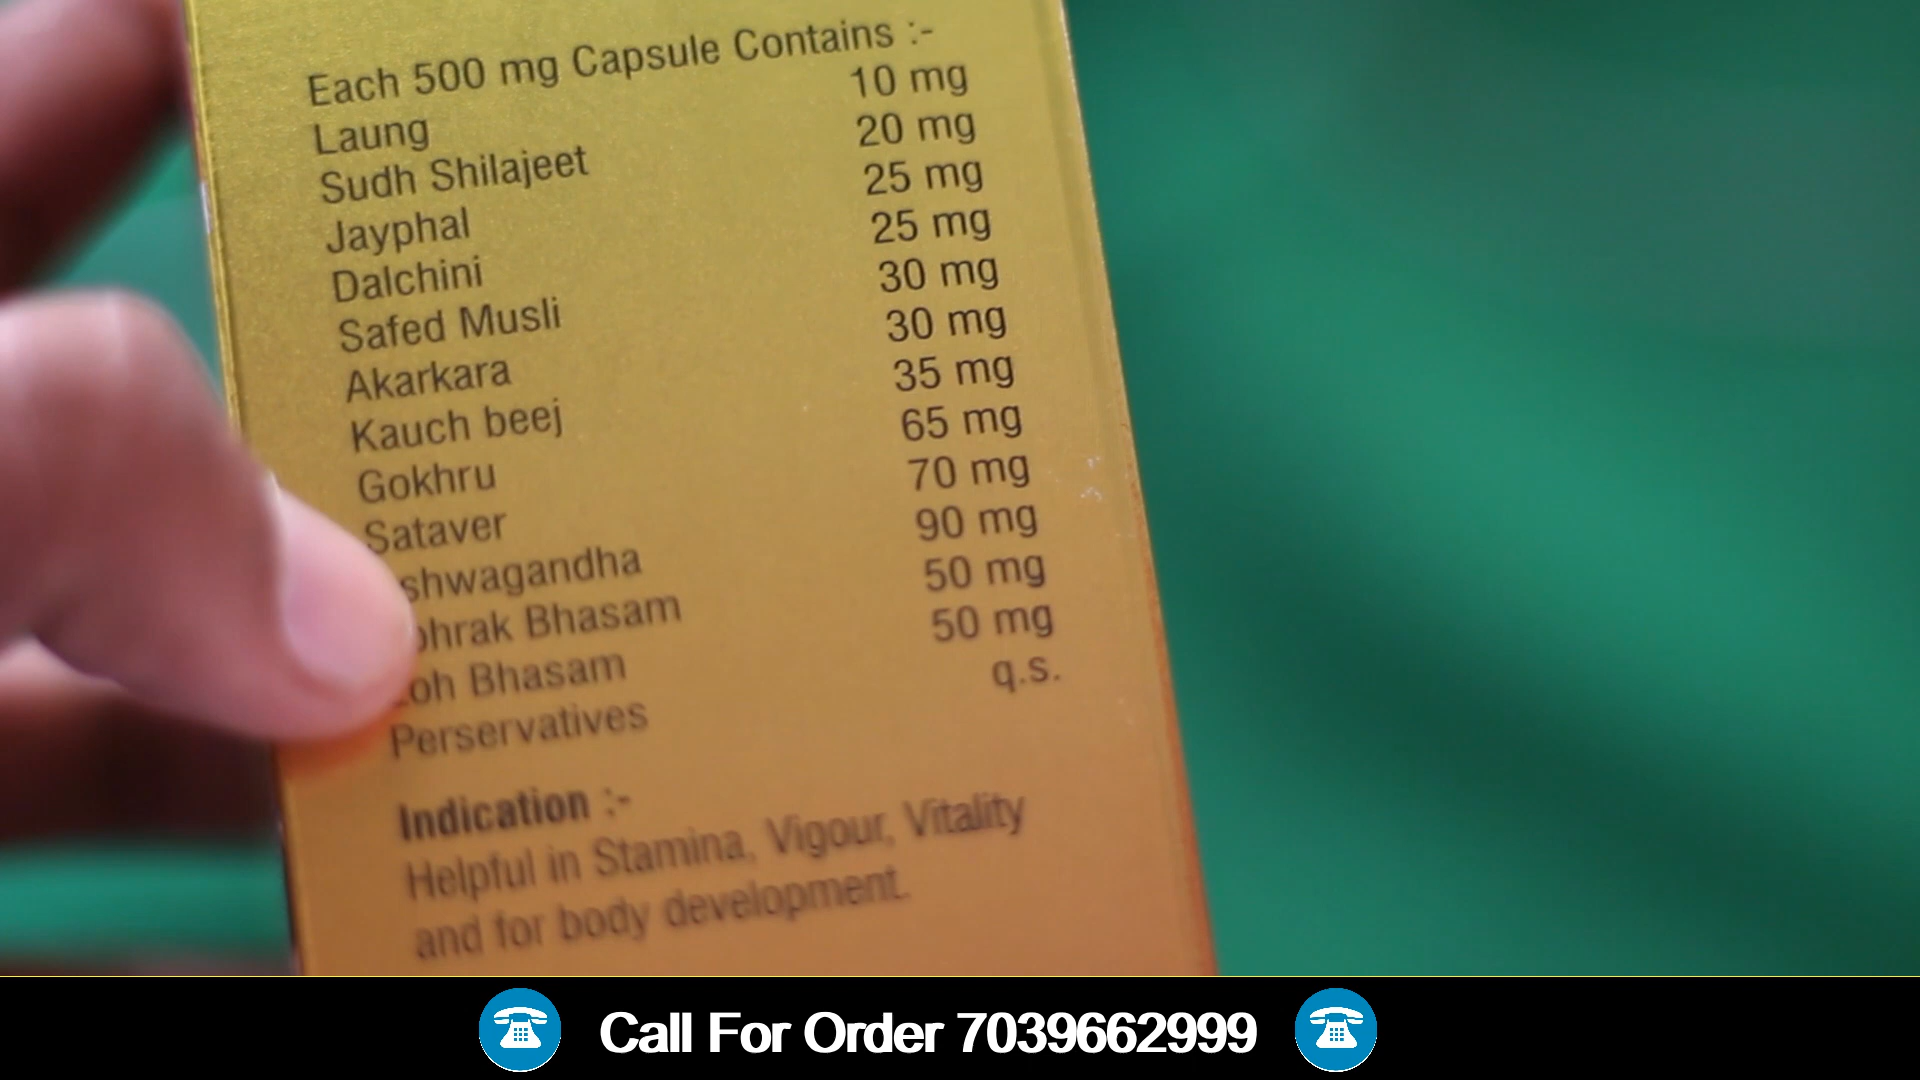 Each 500 mg Capsule Contains :-
Laung 10 mg
Sudh Shilajeet 20 mg
Jayphal 25 mg
Dalchini 25 mg
Safed Musli 30 mg
Akarkara 30 mg
Kauch beej 35 mg
Gokhru 65 mg
Sataver 70 mg
shwagandha 90 mg
bhrak Bhasam 50 mg
Loh Bhasam 50 mg
Perservatives q.s.
Indication :-
Helpful in Stamina, Vigour, Vitality
and for body development.
Call For Order 7039662999